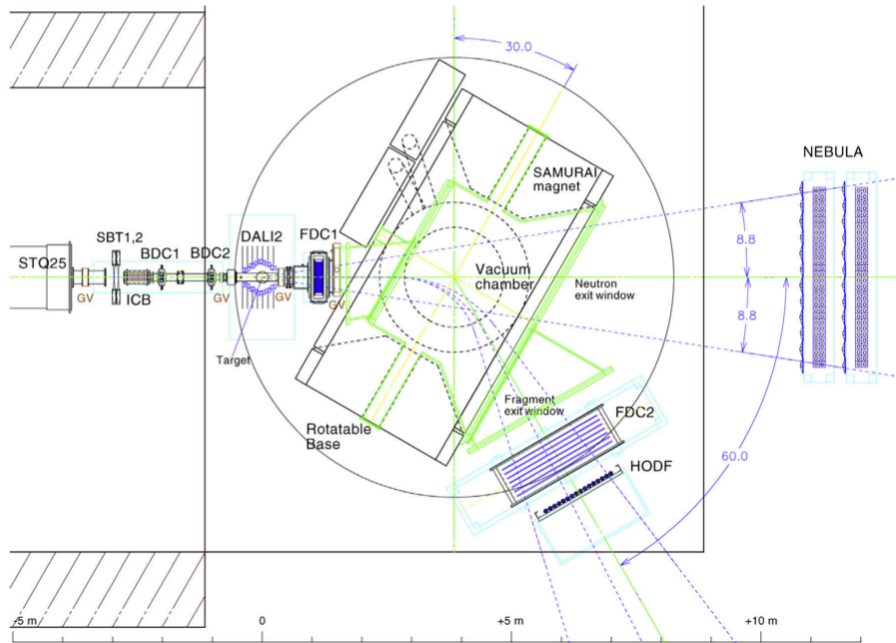 30.0
NEBULA
SAMURAI
magnet
SBT1,2
BDC1
BDC2
DALI2
FDC1
STQ25
GV
ICB
GV
GV
GV
8.8
8.8
Vacuum
chamber
Neutron
exit window
Target
Fragment
exit window
FDC2
Rotatable
Base
HODF
60.0
-5 m
0
+5 m
+10 m